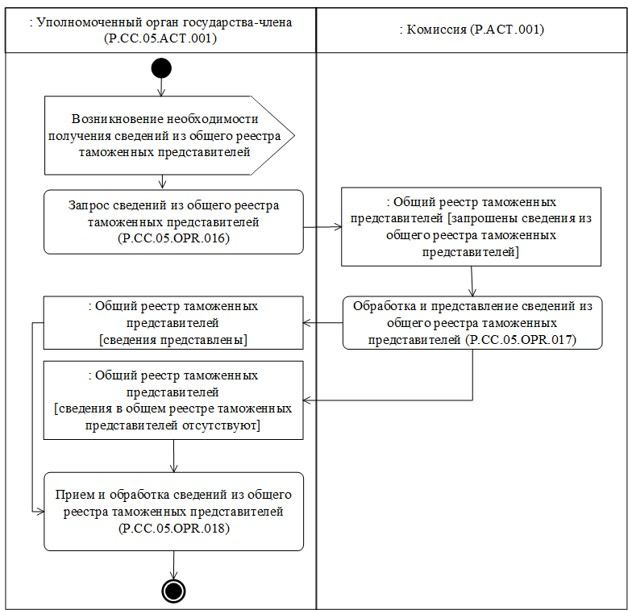 : Уполномоченный орган государства-члена
(P.CC.05.ACT.001)
: Комиссия (P.ACT.001)
Возникновение необходимости
получения сведений из общего реестра
таможенных представителей
Запрос сведений из общего реестра
таможенных представителей
(P.CC.05.OPR.016)
: Общий реестр таможенных
представителей [запрошены сведения из
общего реестра таможенных
представителей]
: Общий реестр таможенных
представителей
[сведения представлены]
Обработка и представление сведений из
общего реестра таможенных
представителей (P.CC.05.OPR.017)
: Общий реестр таможенных
представителей
[сведения в общем реестре таможенных
представителей отсутствуют]
Прием и обработка сведений из общего
реестра таможенных представителей
(P.CC.05.OPR.018)